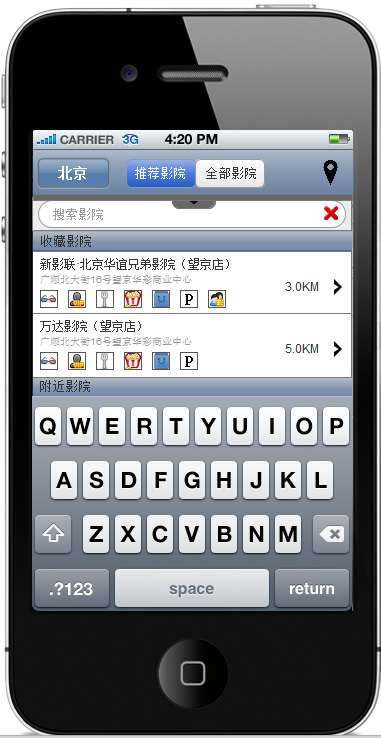 CARRIER 3G 4:20 PM
北京 推荐影院 全部影院
搜索影院
收藏影院
新影联·北京华谊兄弟影院（望京店）
广顺北大街16号望京华彩商业中心
3.0KM
P
万达影院（望京店）
广顺北大街16号望京华彩商业中心
5.0KM
P
附近影院
Q W E R T Y U I O P
A S D F G H J K L
Z X C V B N M
.?123 space return